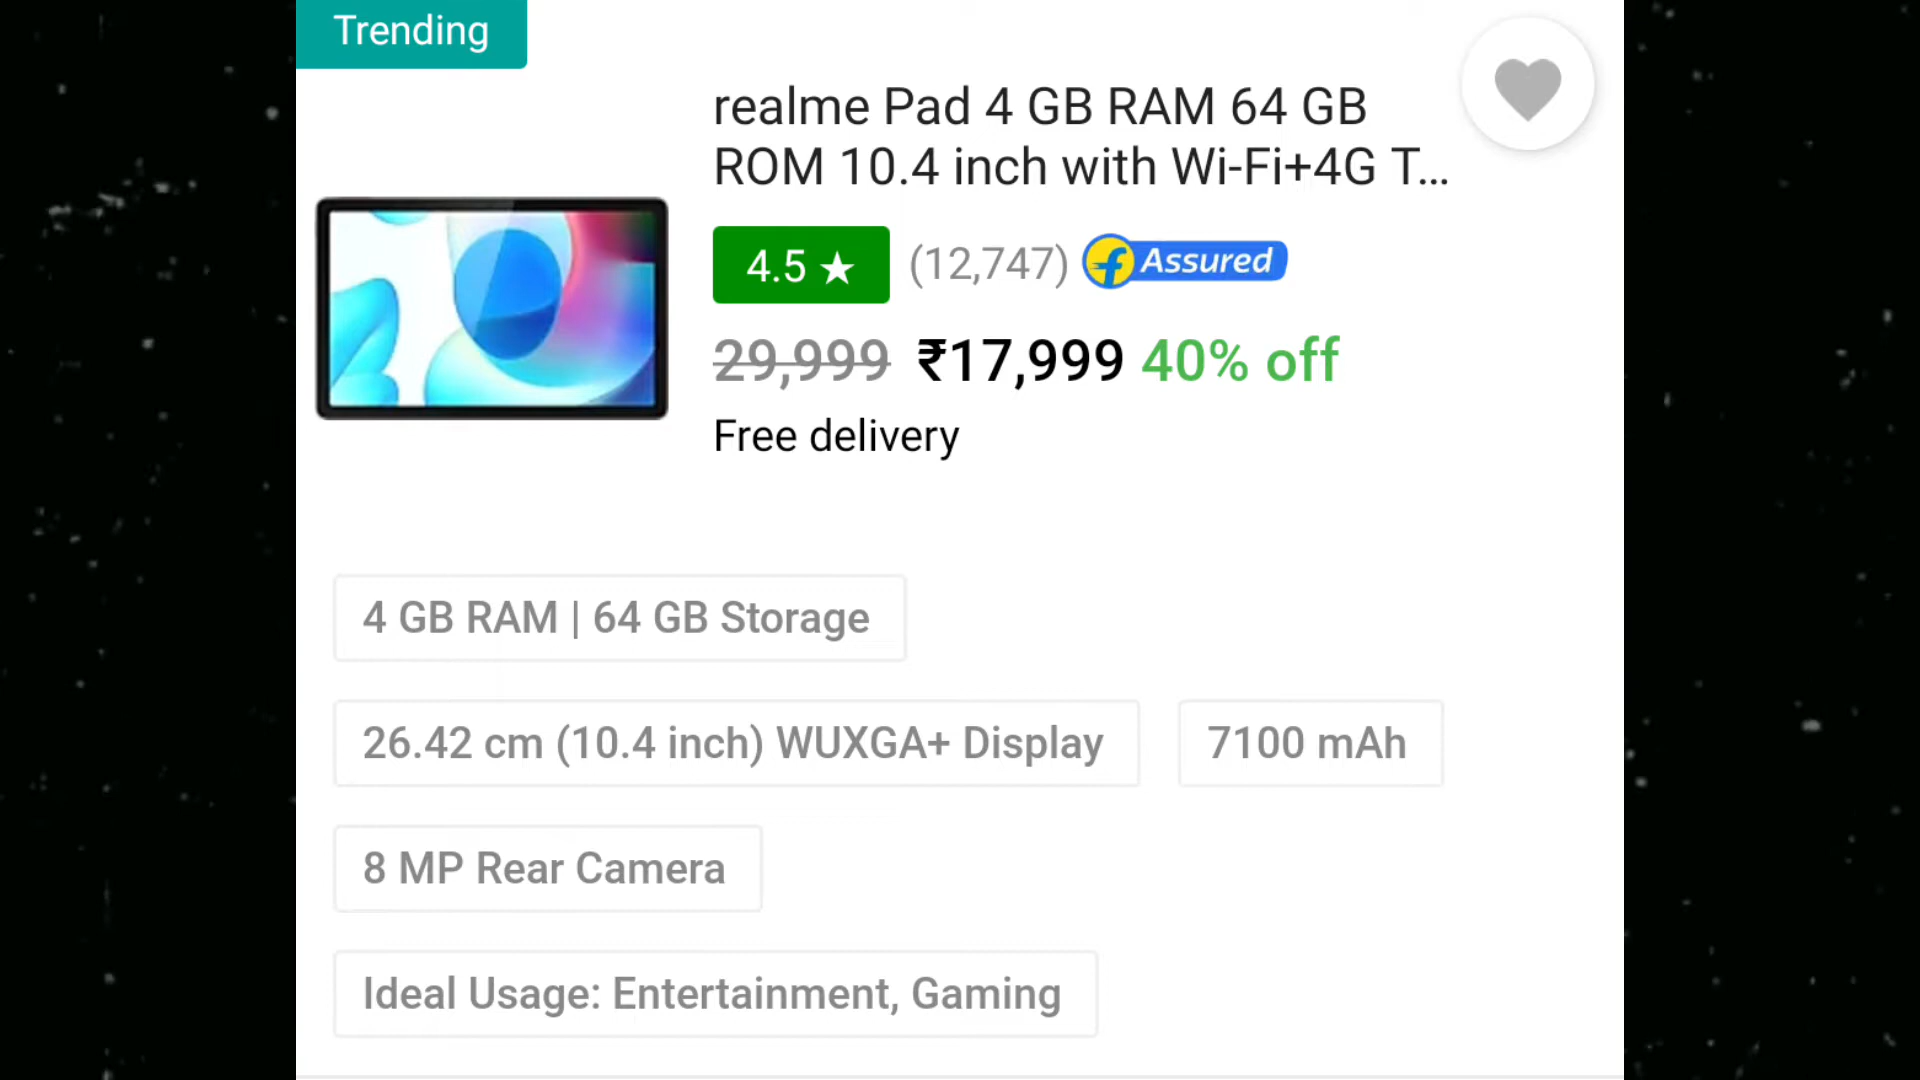 Trending
realme Pad 4 GB RAM 64 GB
ROM 10.4 inch with Wi-Fi+4G T...
4.5 ★ (12,747) f Assured
29,999 ₹17,999 40% off
Free delivery
4 GB RAM | 64 GB Storage
26.42 cm (10.4 inch) WUXGA+ Display 7100 mAh
8 MP Rear Camera
Ideal Usage: Entertainment, Gaming